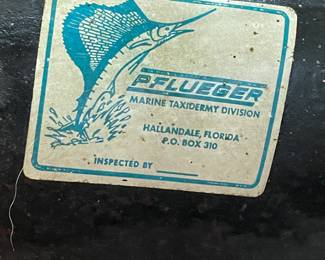 PFLUEGER
MARINE TAXIDERMY DIVISION
HALLANDALE, FLORIDA
P.O. BOX 310
INSPECTED BY